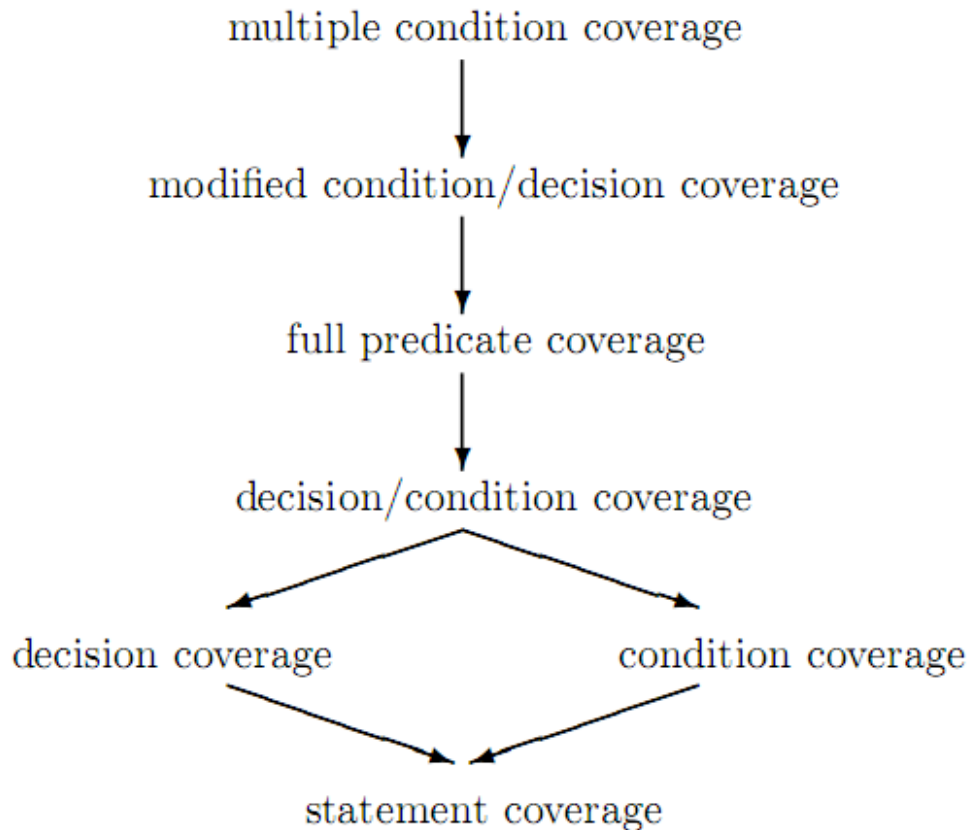 multiple condition coverage
modified condition/decision coverage
full predicate coverage
decision/condition coverage
decision coverage
condition coverage
statement coverage